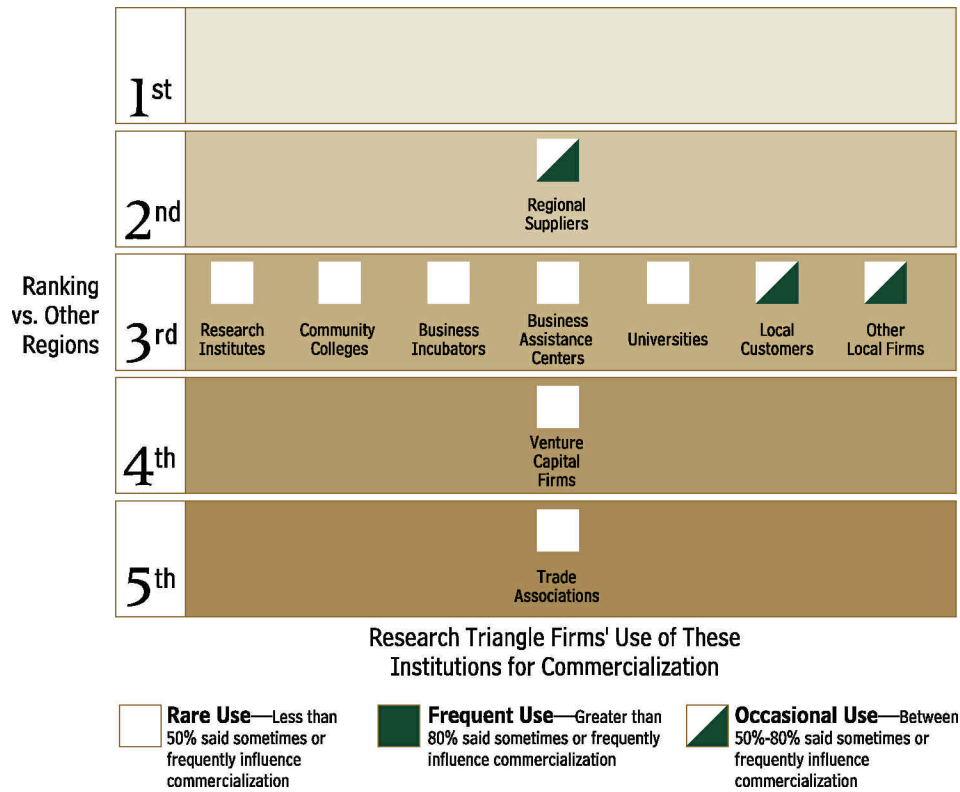 1st
2nd
Regional
Suppliers
Ranking
vs. Other
Regions
3rd
Research
Institutes
Community
Colleges
Business
Incubators
Business
Assistance
Centers
Universities
Local
Customers
Other
Local Firms
4th
Venture
Capital
Firms
5th
Trade
Associations
Research Triangle Firms' Use of These
Institutions for Commercialization
Rare Use—Less than
50% said sometimes or
frequently influence
commercialization
Frequent Use—Greater than
80% said sometimes or frequently
influence commercialization
Occasional Use—Between
50%-80% said sometimes or
frequently influence
commercialization